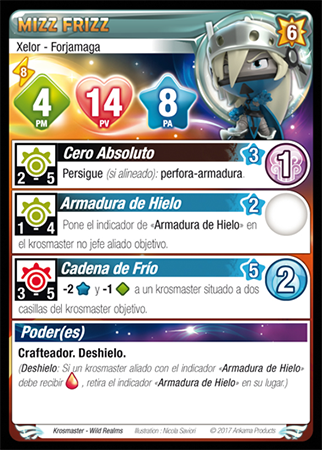 MIZZ FRIZZ
6
Xelor - Forjamaga
8
4 14 8
PM PV PA
Cero Absoluto 3
2 - 5 Persigue (si alineado): perfora-armadura. 1
Armadura de Hielo 2
1 - 4 Pone el indicador de «Armadura de Hielo» en
el krosmaster no jefe aliado objetivo.
Cadena de Frío 5
3 - 5 -2 y -1 a un krosmaster situado a dos 2
casillas del krosmaster objetivo.
Poder(es)
Crafteador. Deshielo.
(Deshielo: Si un krosmaster aliado con el indicador «Armadura de Hielo»
debe recibir , retira el indicador «Armadura de Hielo» en su lugar.)
Krosmaster - Wild Realms Illustration : Nicola Saviori © 2017 Ankama Products